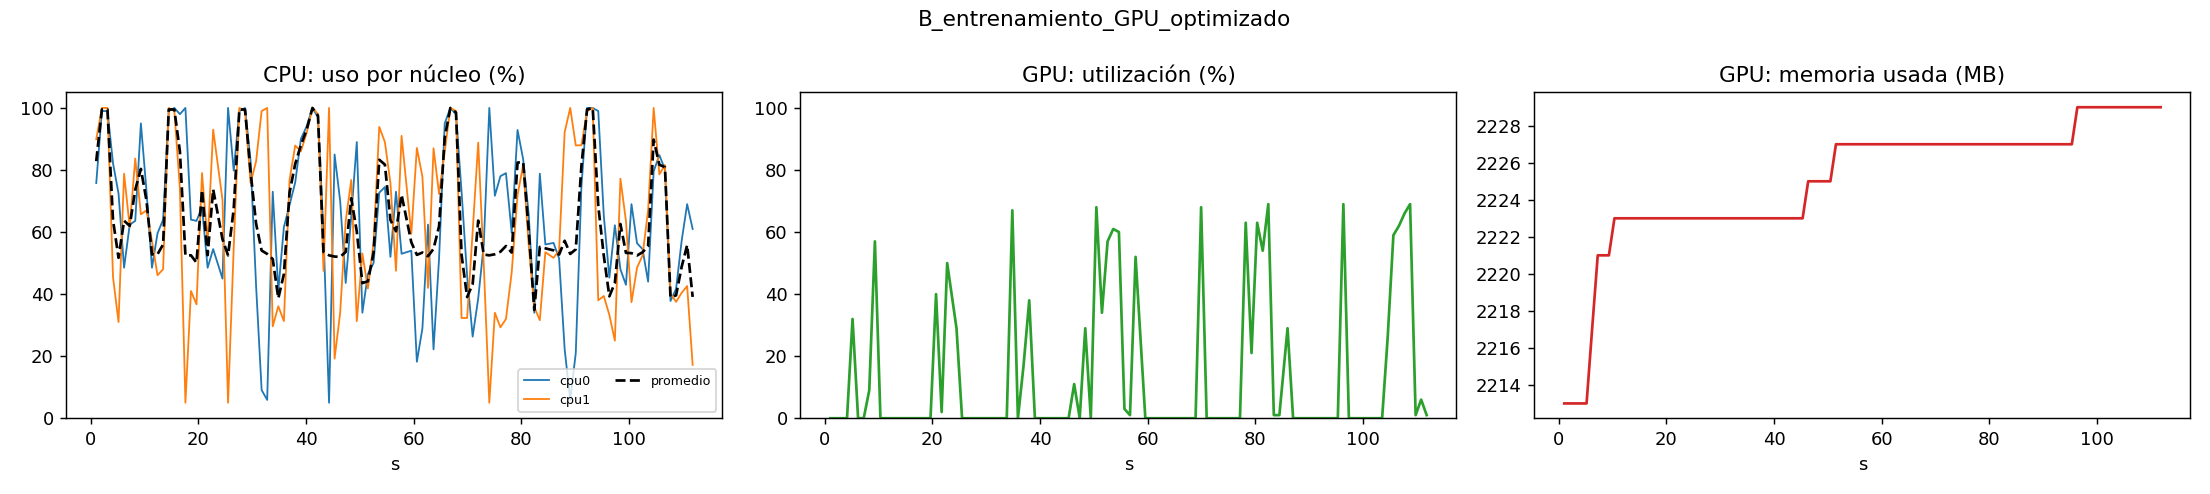 B_entrenamiento_GPU_optimizado
CPU: uso por núcleo (%)
100
80
60
40
20
0
0 20 40 60 80 100
s
cpu0
cpu1
promedio
GPU: utilización (%)
100
80
60
40
20
0
0 20 40 60 80 100
s
GPU: memoria usada (MB)
2228
2226
2224
2222
2220
2218
2216
2214
0 20 40 60 80 100
s